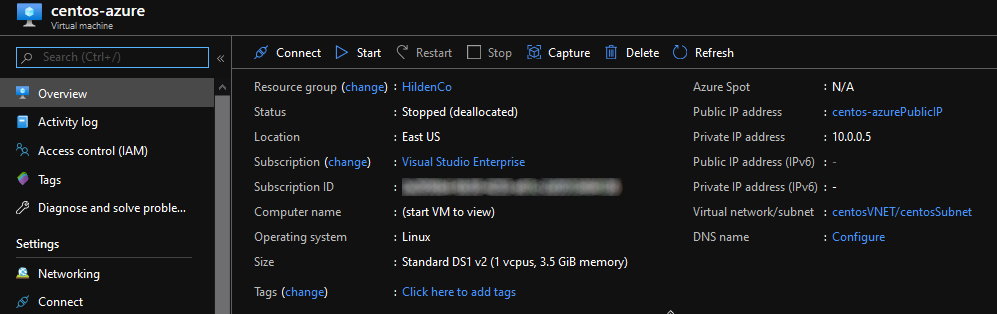 centos-azure
Virtual machine
Search (Ctrl+/)
«
Overview
Activity log
Access control (IAM)
Tags
Diagnose and solve proble...
Settings
Networking
Connect
Connect Start Restart Stop Capture Delete Refresh
Resource group (change) : HildenCo
Status : Stopped (deallocated)
Location : East US
Subscription (change) : Visual Studio Enterprise
Subscription ID :
Computer name : (start VM to view)
Operating system : Linux
Size : Standard DS1 v2 (1 vcpus, 3.5 GiB memory)
Tags (change) : Click here to add tags
Azure Spot : N/A
Public IP address : centos-azurePublicIP
Private IP address : 10.0.0.5
Public IP address (IPv6) : -
Private IP address (IPv6) : -
Virtual network/subnet : centosVNET/centosSubnet
DNS name : Configure